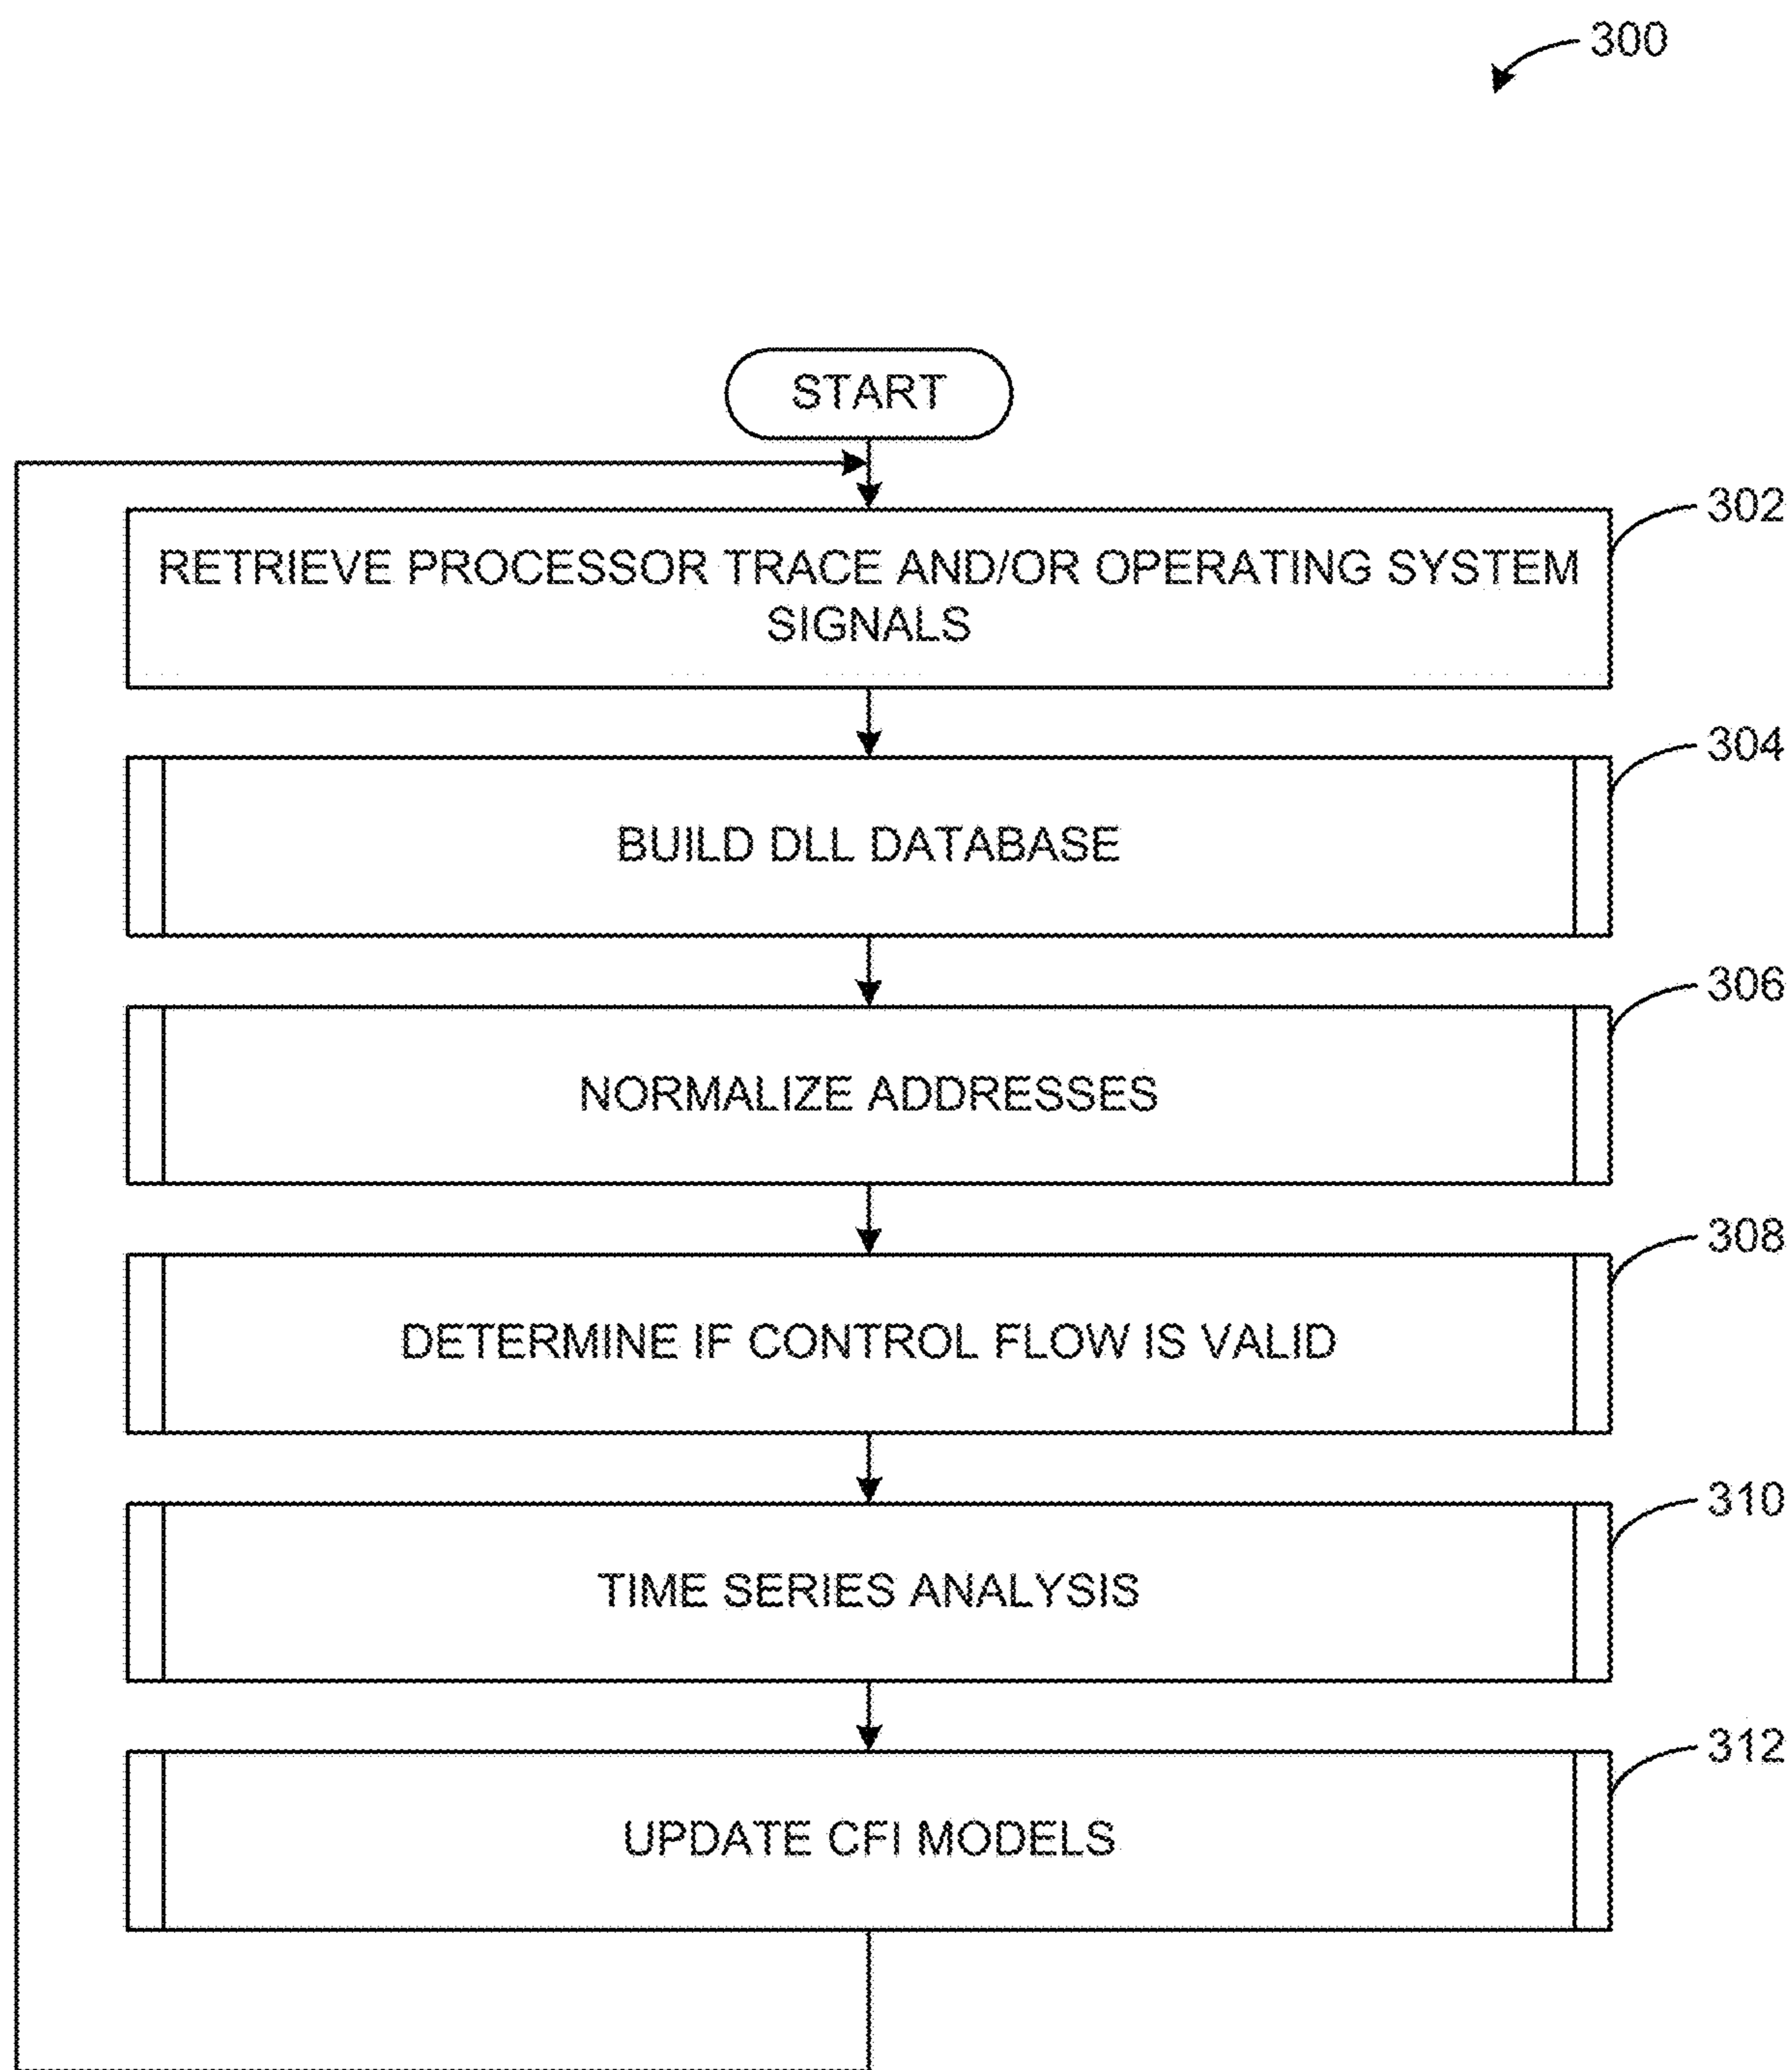 300
START
302
RETRIEVE PROCESSOR TRACE AND/OR OPERATING SYSTEM
SIGNALS
304
BUILD DLL DATABASE
306
NORMALIZE ADDRESSES
308
DETERMINE IF CONTROL FLOW IS VALID
310
TIME SERIES ANALYSIS
312
UPDATE CFI MODELS